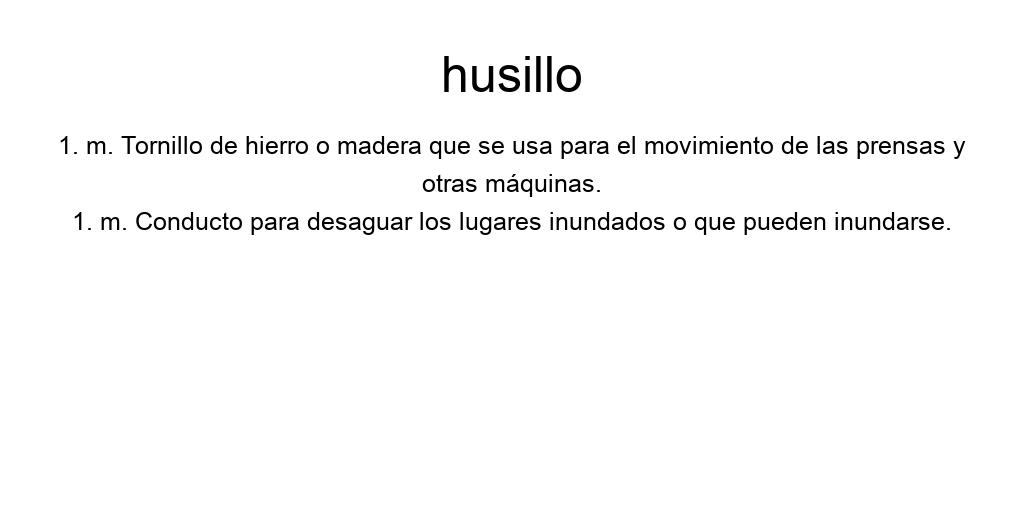 husillo
1. m. Tornillo de hierro o madera que se usa para el movimiento de las prensas y
otras máquinas.
1. m. Conducto para desaguar los lugares inundados o que pueden inundarse.